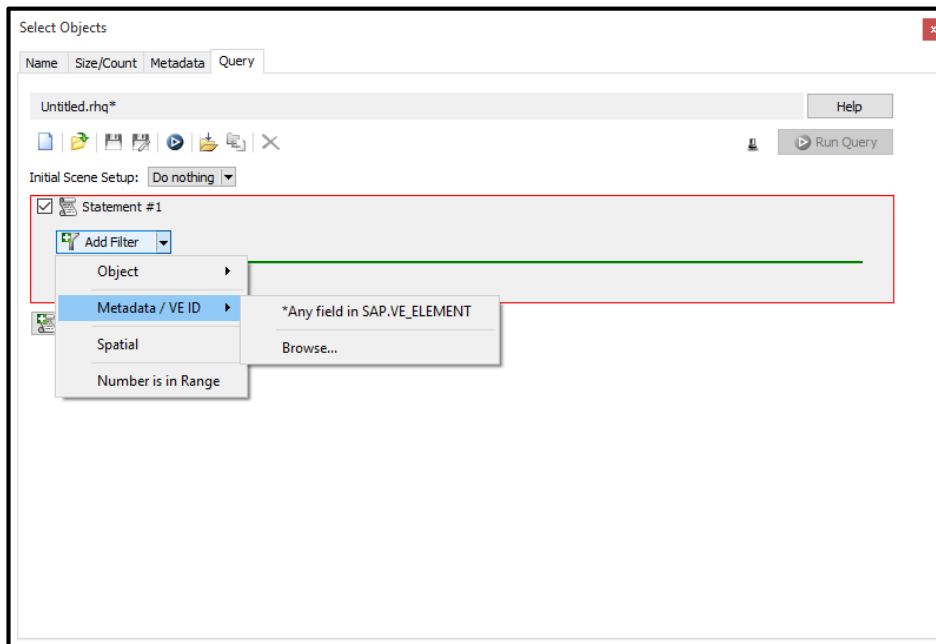 Select Objects
x
Name Size/Count Metadata Query
Untitled.rhq* Help
Run Query
Initial Scene Setup: Do nothing
Statement #1
Add Filter
Object
Metadata / VE ID
*Any field in SAP.VE_ELEMENT
Spatial
Browse...
Number is in Range